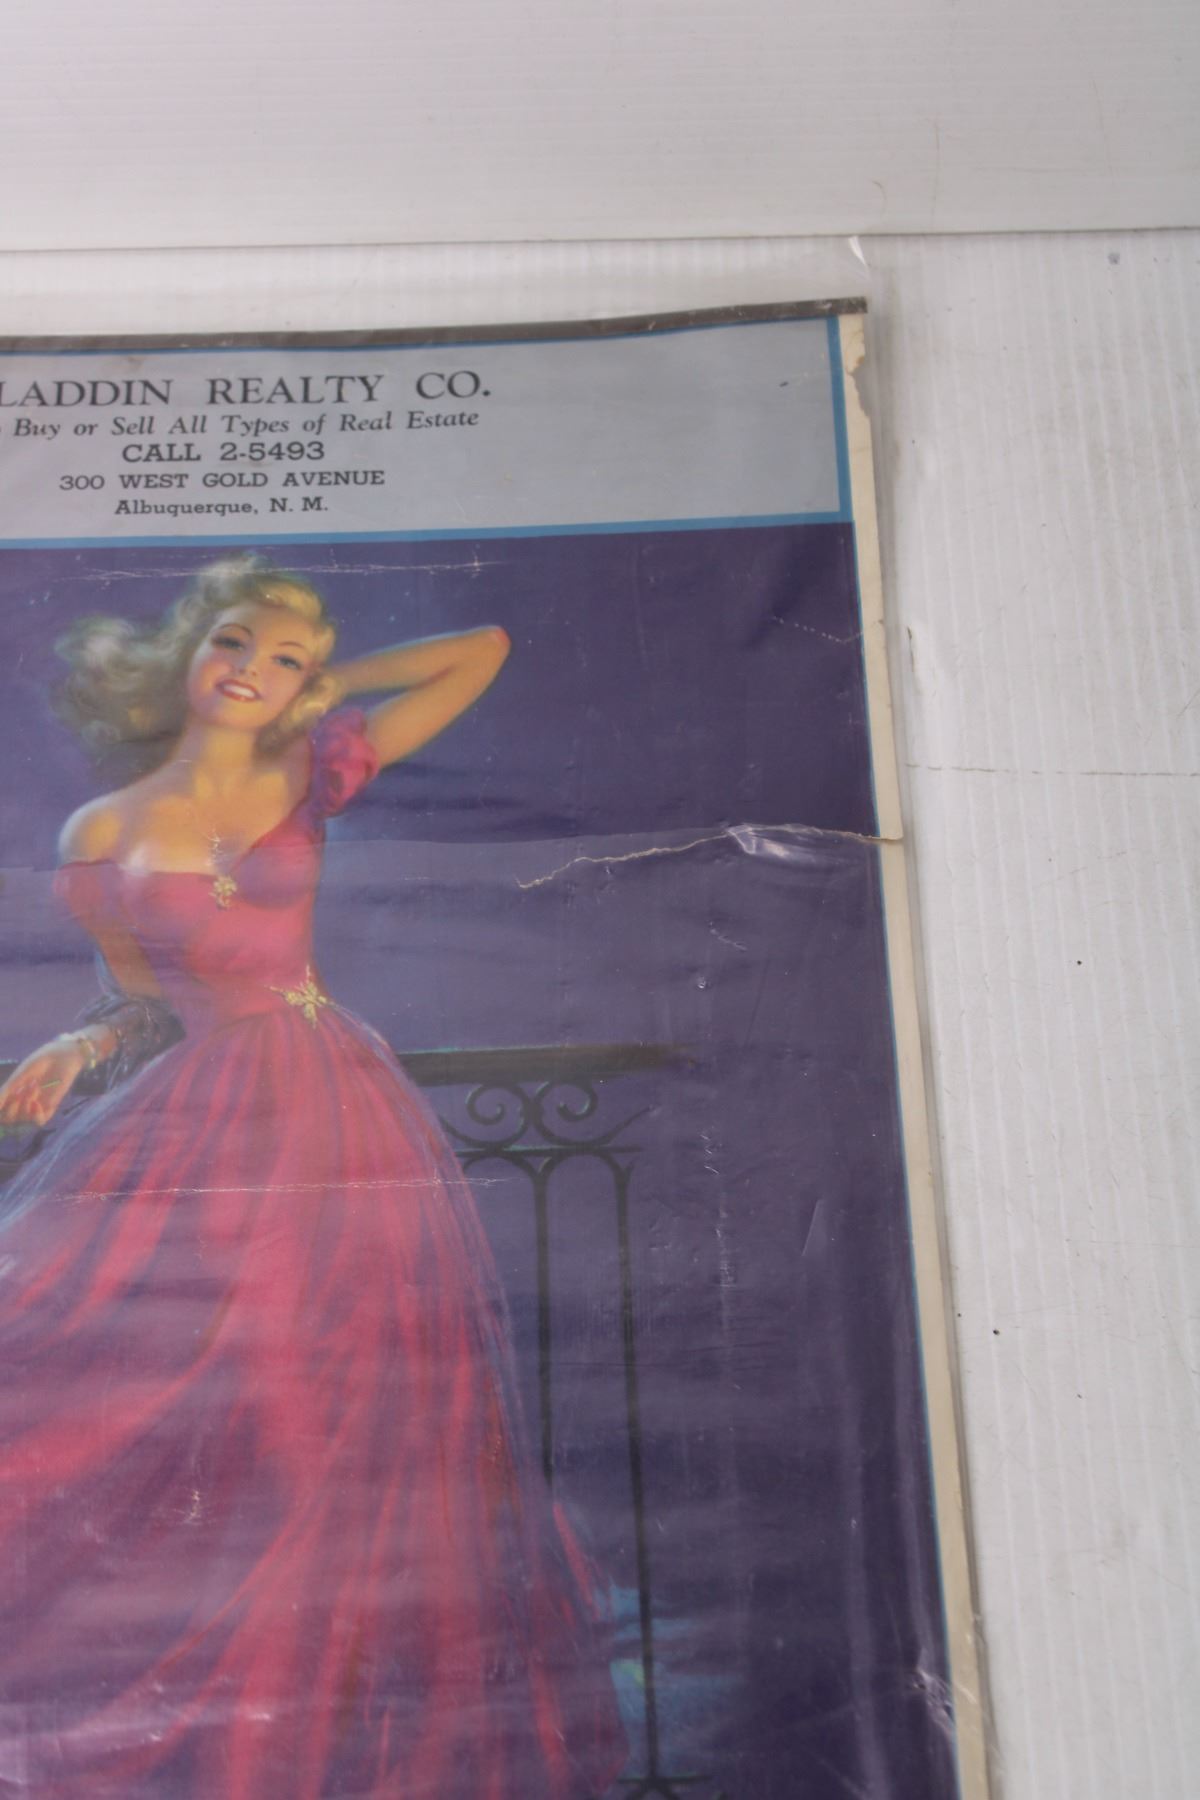 LADDIN REALTY CO.
Buy or Sell All Types of Real Estate
CALL 2-5493
300 WEST GOLD AVENUE
Albuquerque, N. M.